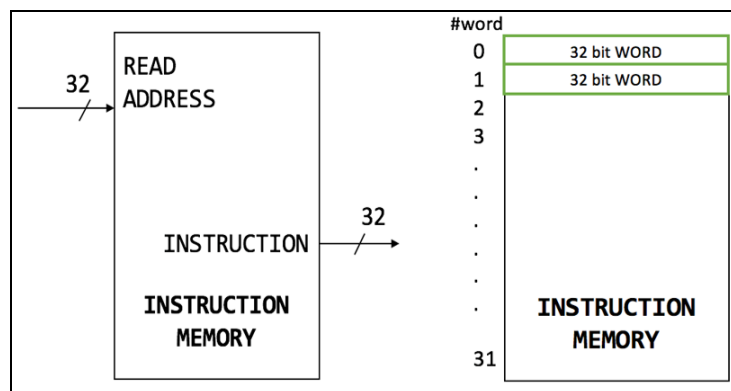 32
READ
ADDRESS
INSTRUCTION
32
INSTRUCTION
MEMORY
#word
0
32 bit WORD
1
32 bit WORD
2
3
.
.
.
.
.
.
31
INSTRUCTION
MEMORY